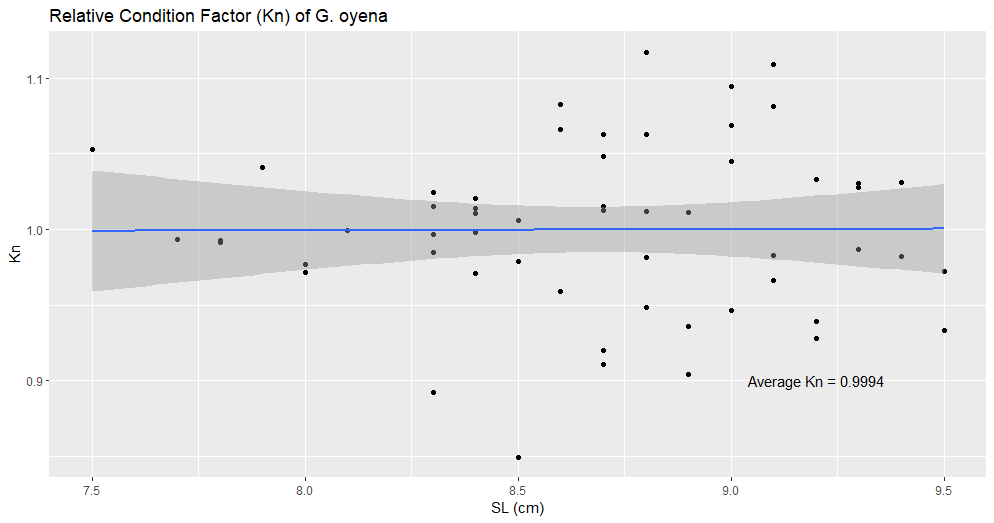 Relative Condition Factor (Kn) of G. oyena
Kn
1.1
1.0
0.9
Average Kn = 0.9994
7.5 8.0 8.5 9.0 9.5
SL (cm)